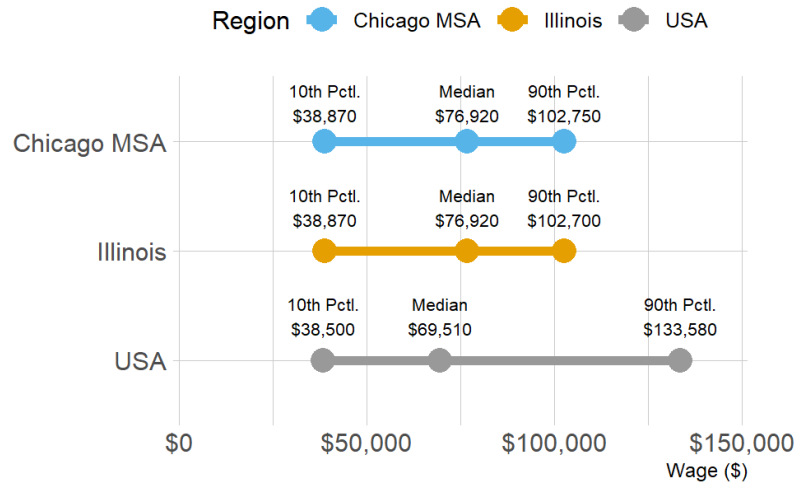 Region Chicago MSA Illinois USA
10th Pctl. Median 90th Pctl.
$38,870 $76,920 $102,750
Chicago MSA
10th Pctl. Median 90th Pctl.
$38,870 $76,920 $102,700
Illinois
10th Pctl. Median 90th Pctl.
$38,500 $69,510 $133,580
USA
$0 $50,000 $100,000 $150,000
Wage ($)